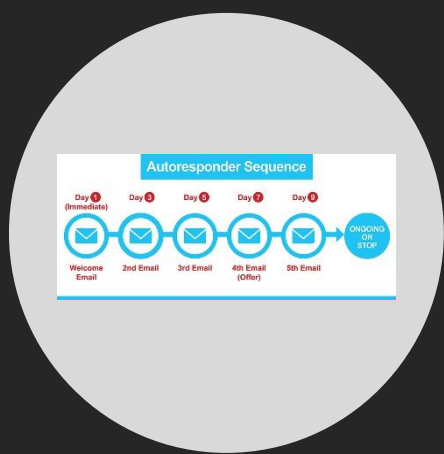 Autoresponder Sequence
Day 1 Day 3 Day 5 Day 7 Day 9
(Immediate)
ONGOING
OR
STOP
Welcome 2nd Email 3rd Email 4th Email 5th Email
Email (Offer)